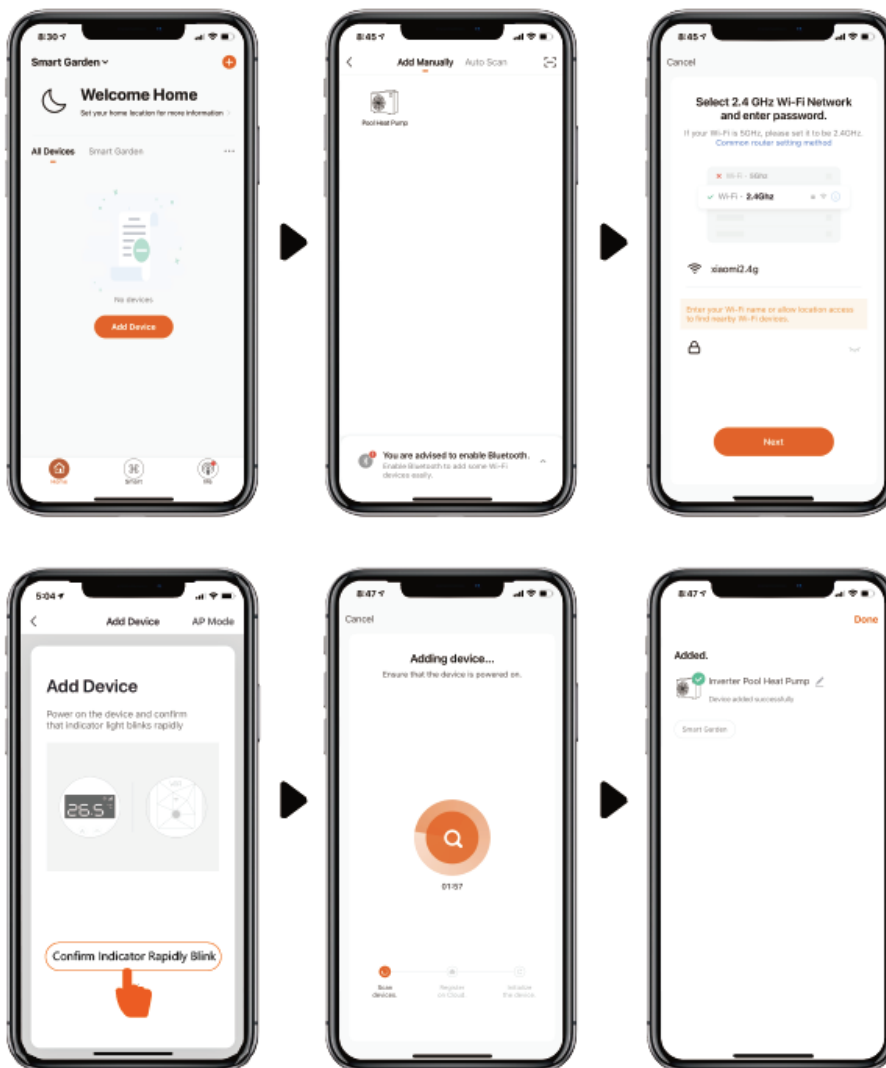 8:30
Smart Garden
Welcome Home
Set your home location for more information
All Devices Smart Garden
No devices
Add Device
Home Smart Me
8:45
Add Manually Auto Scan
Pool Heat Pump
You are advised to enable Bluetooth.
Enable Bluetooth to add some Wi-Fi
devices easily.
8:45
Cancel
Select 2.4 GHz Wi-Fi Network
and enter password.
If your Wi-Fi is 5GHz, please set it to be 2.4GHz.
Common router setting method
Wi-Fi - 5Ghz
Wi-Fi - 2.4Ghz
xiaomi2.4g
Enter your Wi-Fi name or allow location access
to find nearby Wi-Fi devices.
Next
5:04
Add Device AP Mode
Add Device
Power on the device and confirm
that indicator light blinks rapidly
26.5
Confirm Indicator Rapidly Blink
8:47
Cancel
Adding device...
Ensure that the device is powered on.
01:57
Scan
devices.
Register
on Cloud.
Initialize
the device.
8:47
Done
Added.
Inverter Pool Heat Pump
Device added successfully
Smart Garden